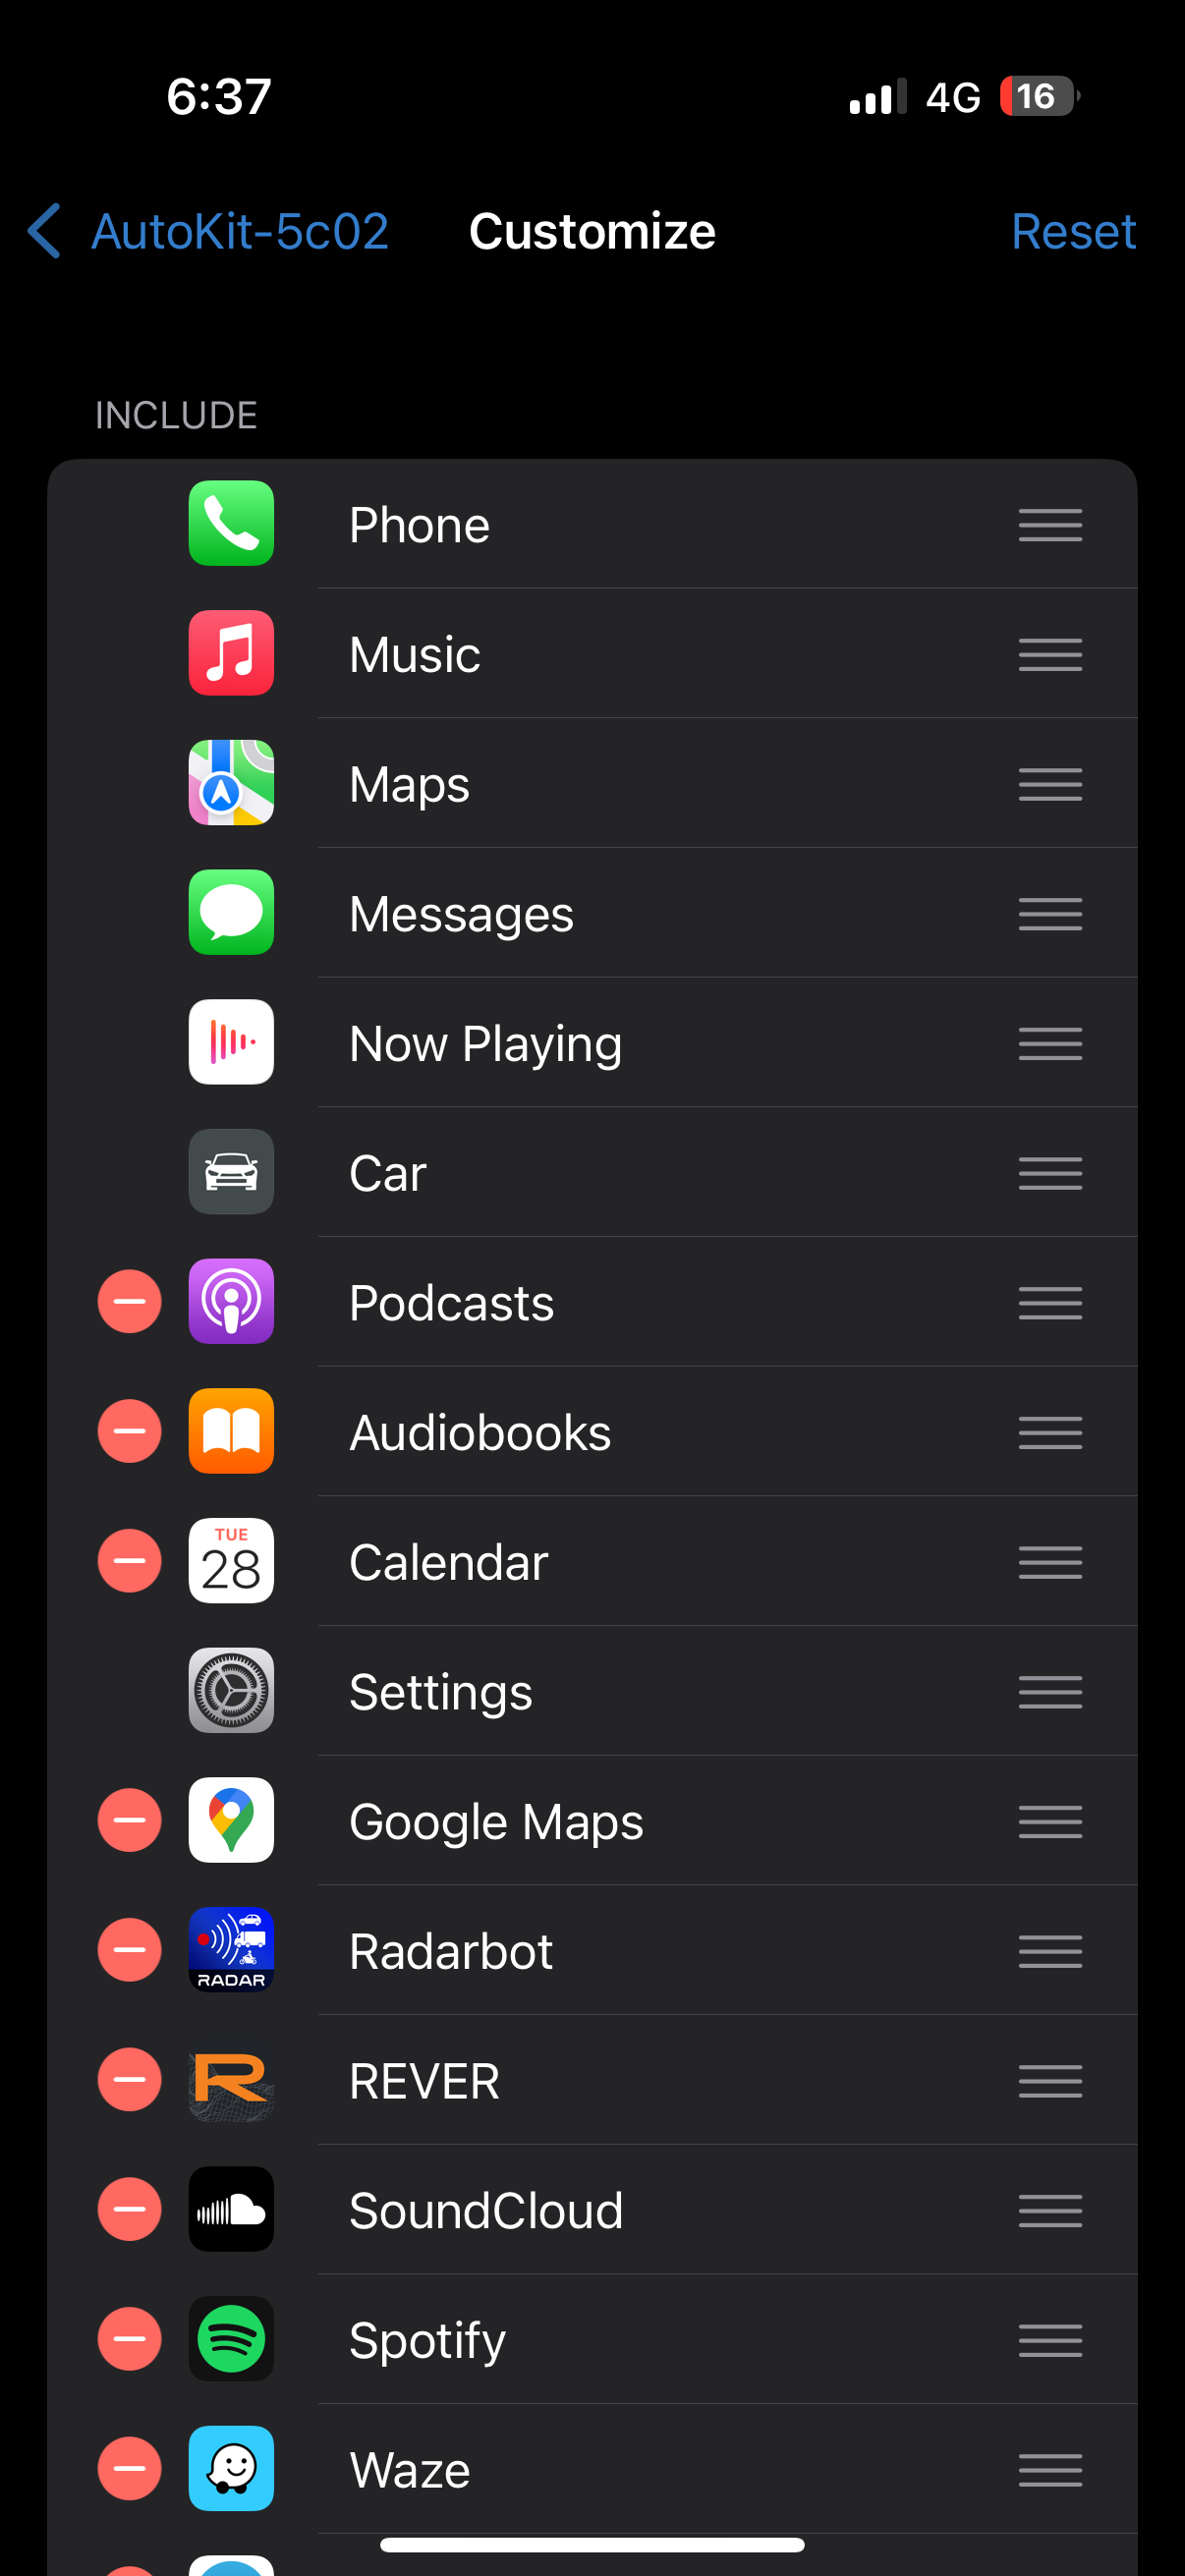 6:37 4G 16
AutoKit-5c02 Customize Reset
INCLUDE
Phone
Music
Maps
Messages
Now Playing
Car
Podcasts
Audiobooks
TUE
28
Calendar
Settings
Google Maps
RADAR
Radarbot
R
REVER
SoundCloud
Spotify
Waze